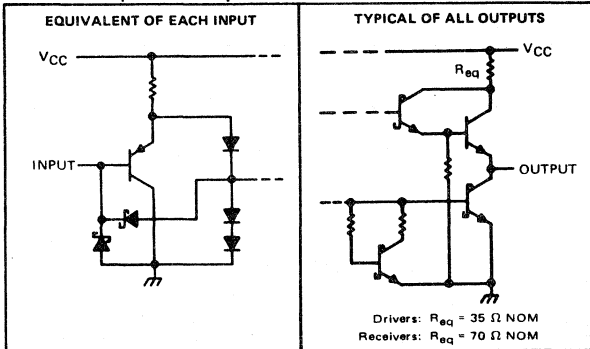 EQUIVALENT OF EACH INPUT
VCC
INPUT
TYPICAL OF ALL OUTPUTS
VCC
Req
OUTPUT
Drivers: Req = 35 Ω NOM
Receivers: Req = 70 Ω NOM